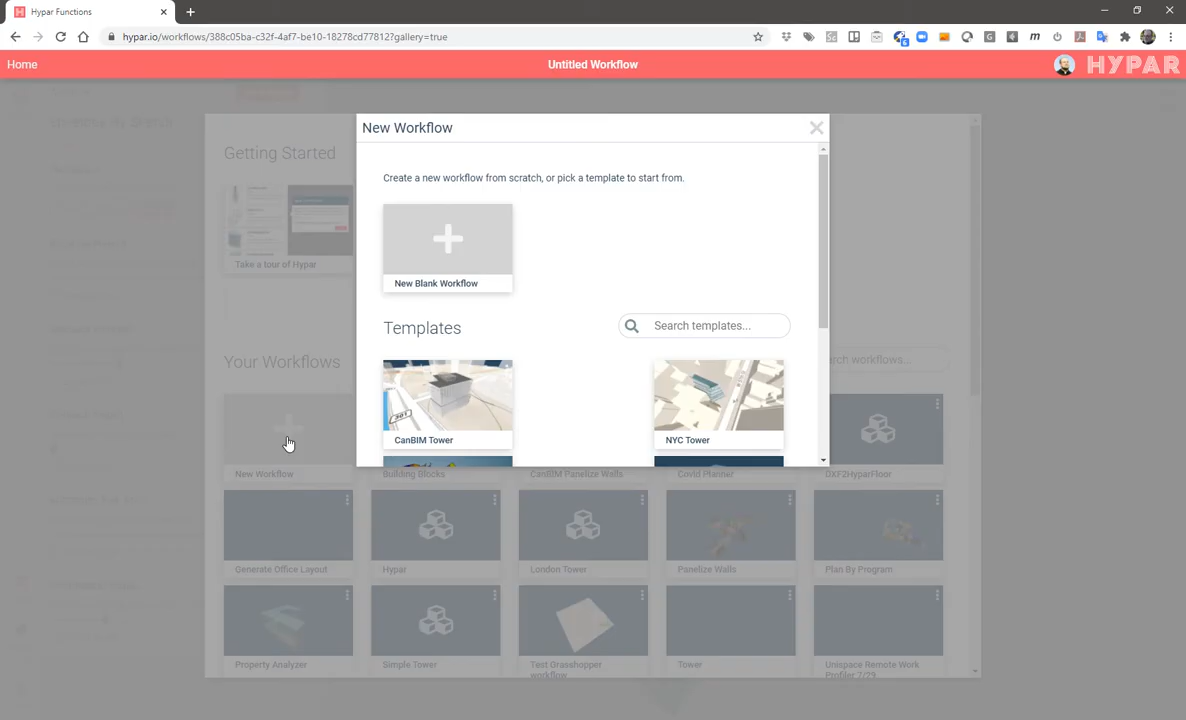 Hypar Functions
hypar.io/workflows/388c05ba-c32f-4af7-be10-18278cd77812?gallery=true
Home
Untitled Workflow
HYPAR
New Workflow
Getting Started
Create a new workflow from scratch, or pick a template to start from.
Take a tour of Hypar
New Blank Workflow
Templates
Search templates...
Your Workflows
rch workflows...
CanBIM Tower
NYC Tower
New Workflow
Building Blocks
CanBIM Panelize Walls
Covid Planner
DXF2HyparFloor
Generate Office Layout
Hypar
London Tower
Panelize Walls
Plan By Program
Property Analyzer
Simple Tower
Test Grasshopper
workflow
Tower
Unispace Remote Work
Profiler 7/29